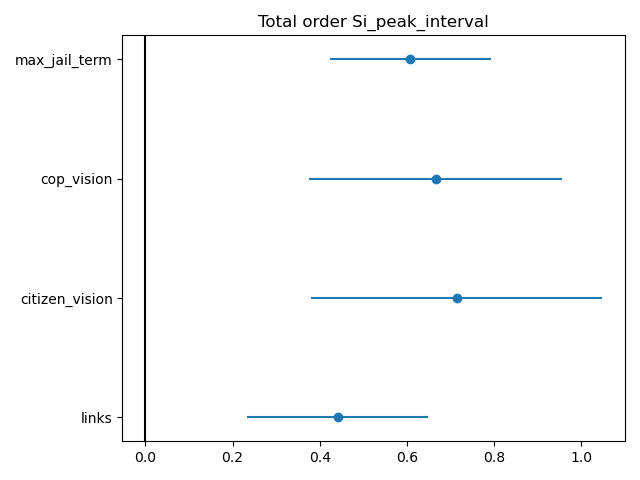 Total order Si_peak_interval
max_jail_term
cop_vision
citizen_vision
links
0.0 0.2 0.4 0.6 0.8 1.0